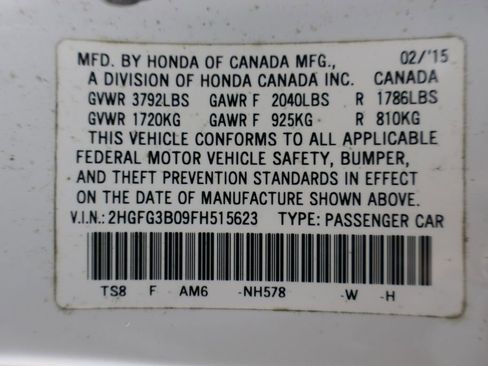 MFD. BY HONDA OF CANADA MFG., 02/'15
A DIVISION OF HONDA CANADA INC. CANADA
GVWR 3792LBS GAWR F 2040LBS R 1786LBS
GVWR 1720KG GAWR F 925KG R 810KG
THIS VEHICLE CONFORMS TO ALL APPLICABLE
FEDERAL MOTOR VEHICLE SAFETY, BUMPER,
AND THEFT PREVENTION STANDARDS IN EFFECT
ON THE DATE OF MANUFACTURE SHOWN ABOVE.
V.I.N.: 2HGFG3B09FH515623 TYPE: PASSENGER CAR
TS8 F AM6 -NH578 -W -H